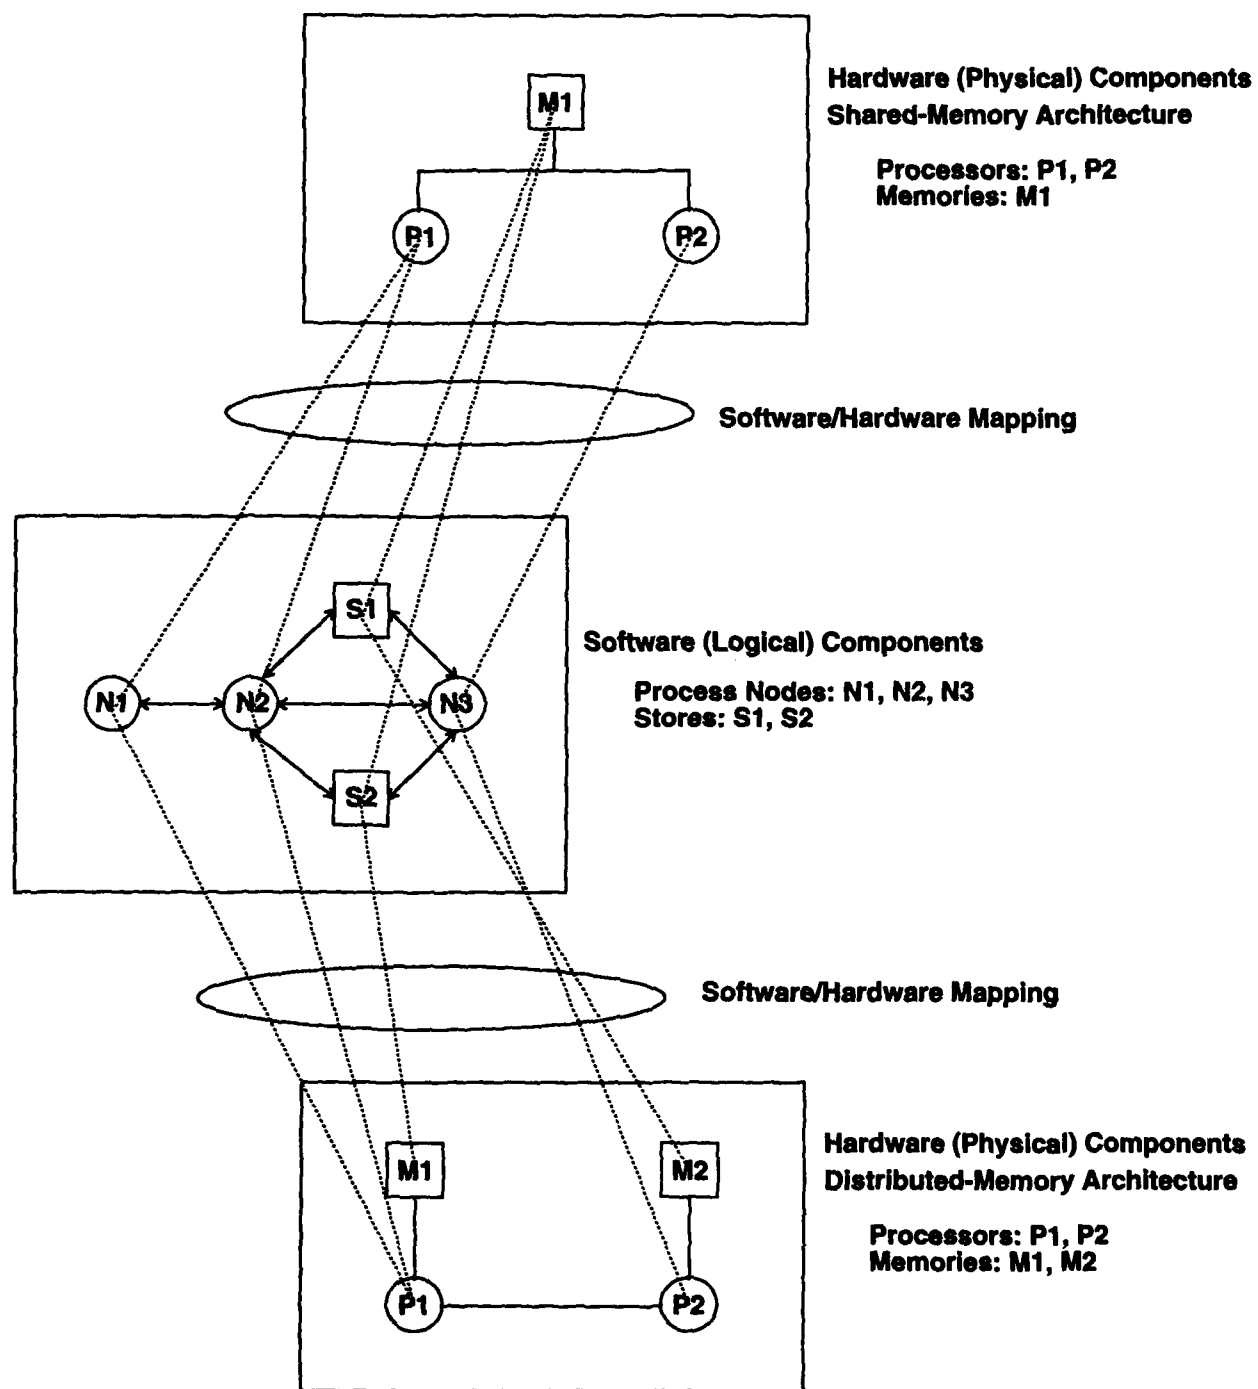 M1
Hardware (Physical) Components
Shared-Memory Architecture
Processors: P1, P2
Memories: M1
P1
P2
Software/Hardware Mapping
S1
Software (Logical) Components
N1
N2
N3
Process Nodes: N1, N2, N3
Stores: S1, S2
S2
Software/Hardware Mapping
M1
M2
Hardware (Physical) Components
Distributed-Memory Architecture
Processors: P1, P2
Memories: M1, M2
P1
P2